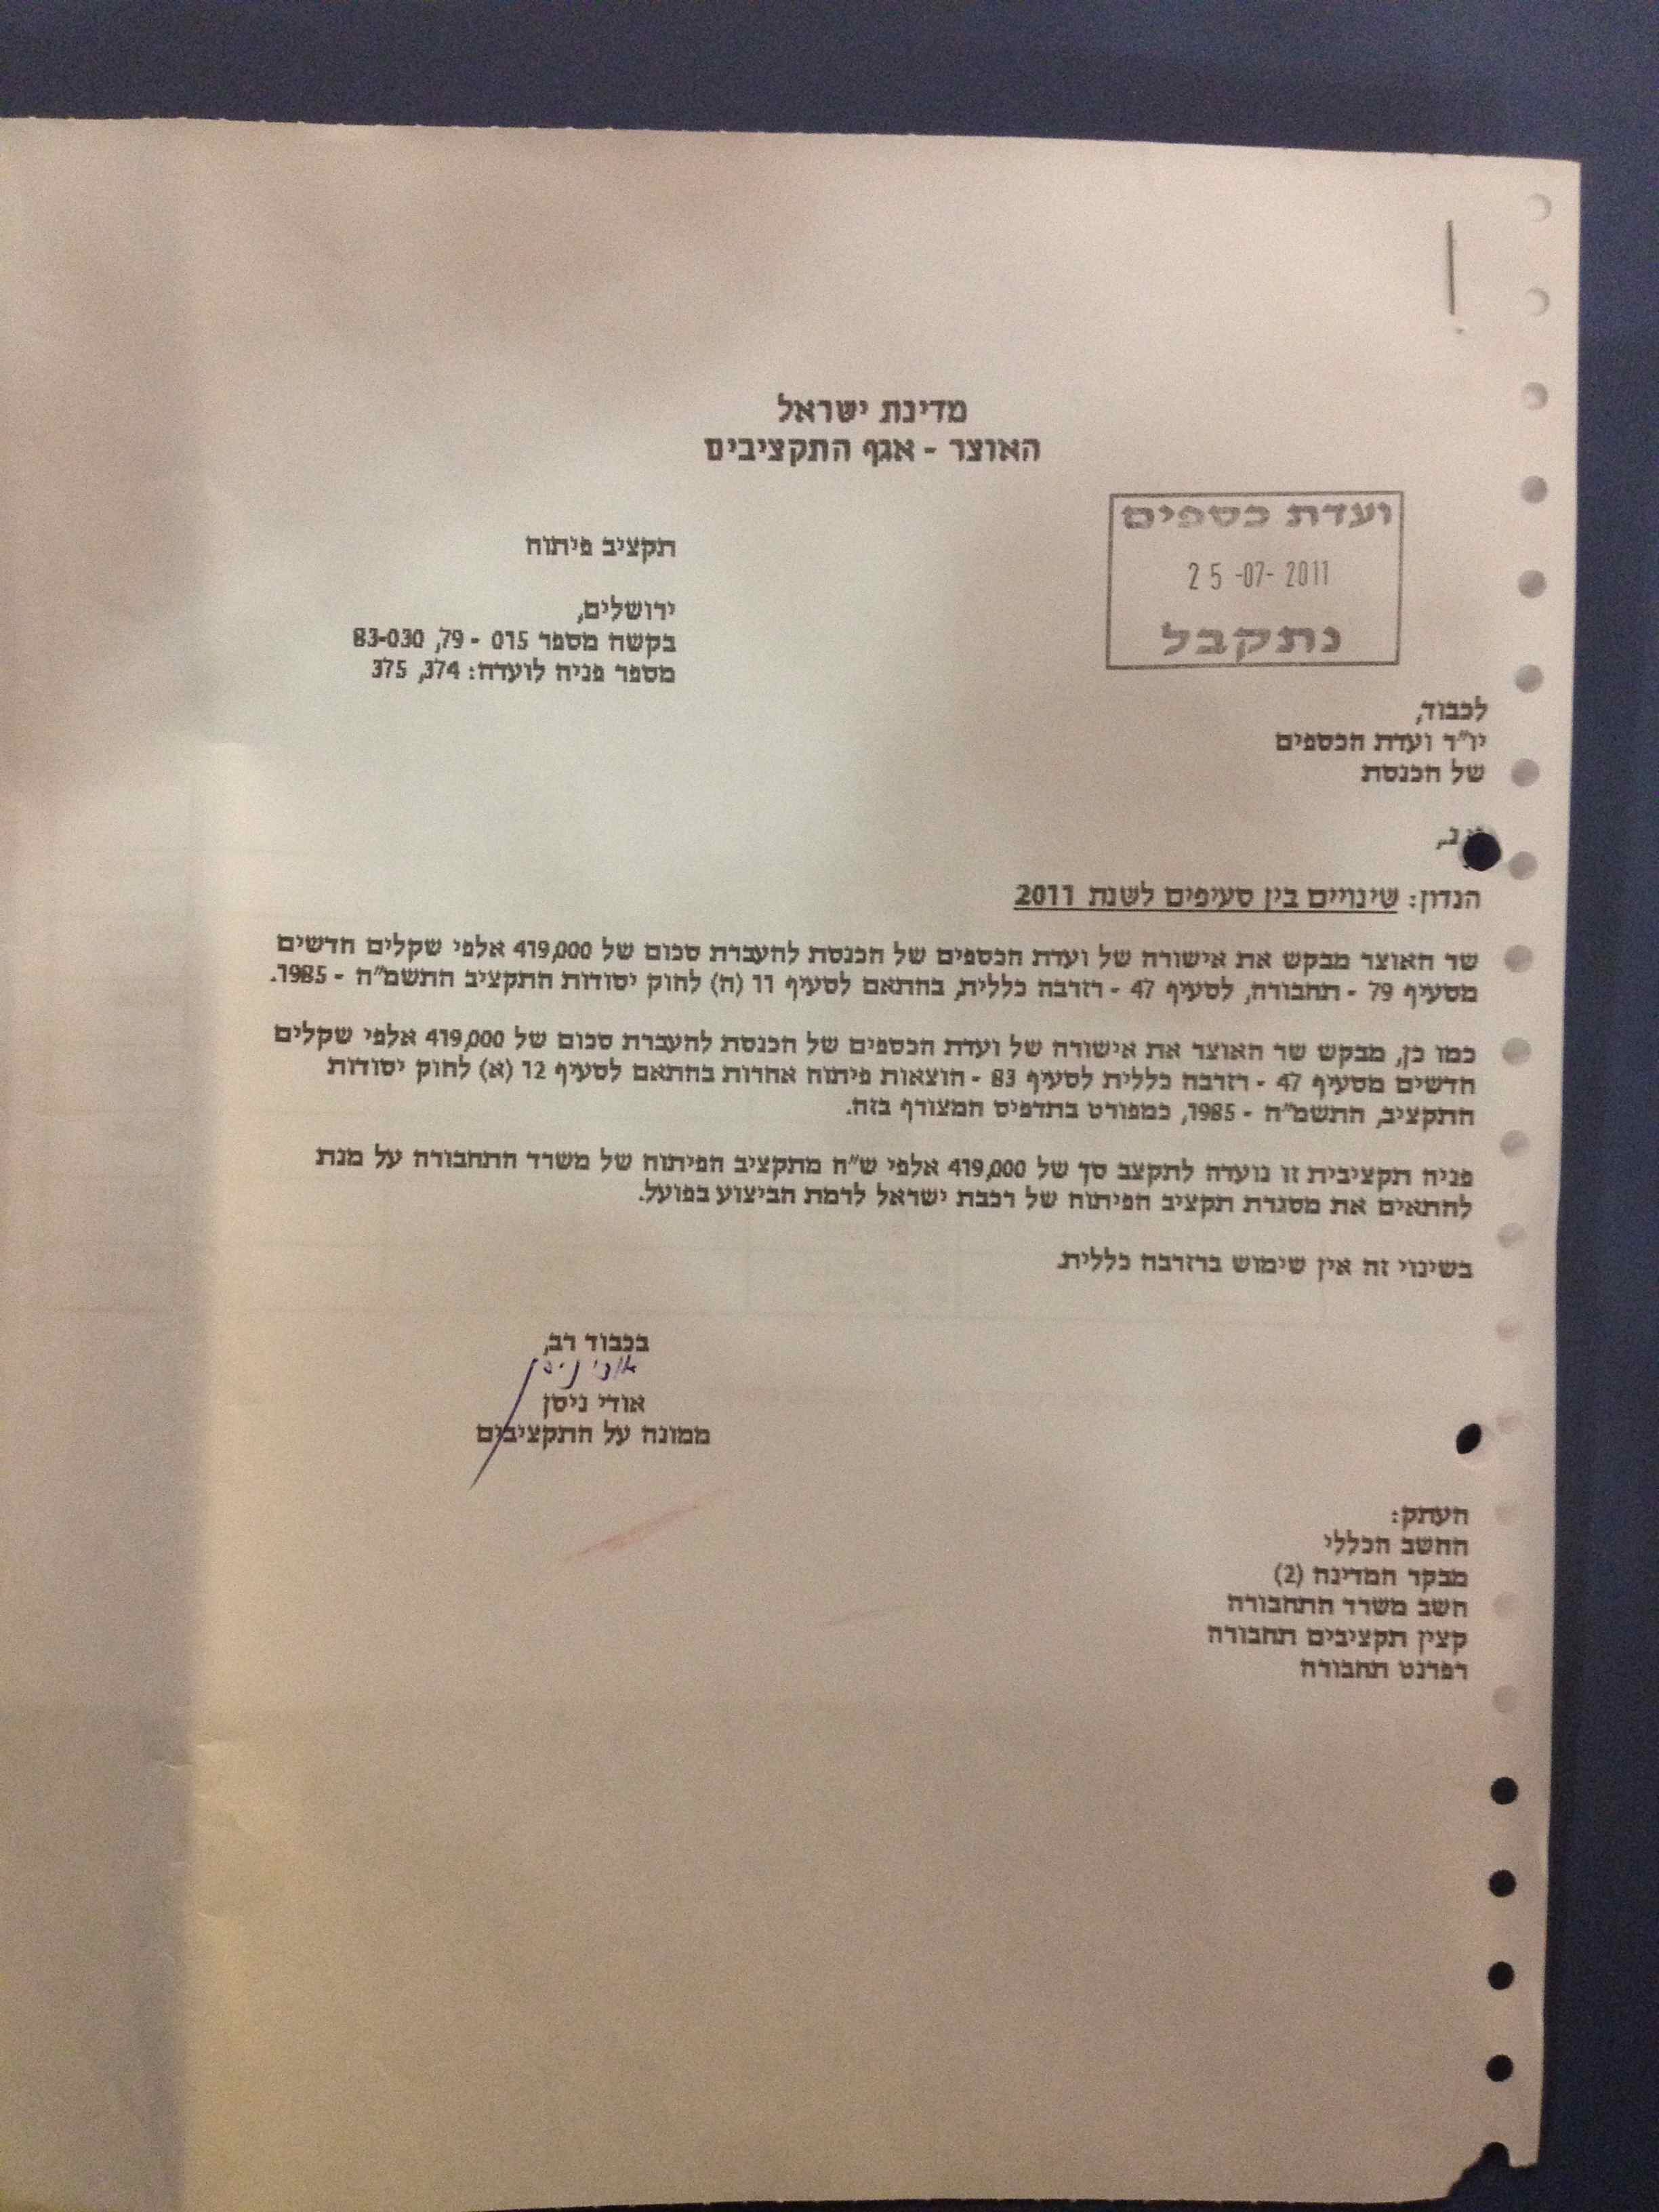 מדינת ישראל
האוצר - אגף התקציבים
ועדת כספים
25-07-2011
נתקבל
תקציב פיתוח
ירושלים,
בקשה מספר 015 - 79, 83-030
מספר פניה לועדה: 374, 375
לכבוד,
יו"ר ועדת הכספים
של הכנסת
הנדון: שינויים בין סעיפים לשנת 2011
שר האוצר מבקש את אישורה של ועדת הכספים של הכנסת להעברת סכום של 419,000 אלפי שקלים חדשים
מסעיף 79 - תחבורה, לסעיף 47 - רזרבה כללית, בהתאם לסעיף 11 (ה) לחוק יסודות התקציב התשמ"ה - 1985.
כמו כן, מבקש שר האוצר את אישורה של ועדת הכספים של הכנסת להעברת סכום של 419,000 אלפי שקלים
חדשים מסעיף 47 - רזרבה כללית לסעיף 83 - הוצאות פיתוח אחרות בהתאם לסעיף 12 (א) לחוק יסודות
התקציב, התשמ"ה - 1985, כמפורט בתדפיס המצורף בזה.
פניה תקציבית זו נועדה לתקצב סך של 419,000 אלפי ש"ח מתקציב הפיתוח של משרד התחבורה על מנת
להתאים את מסגרת תקציב הפיתוח של רכבת ישראל לרמת הביצוע בפועל.
בשינוי זה אין שימוש ברזרבה כללית.
בכבוד רב,
אודי ניסן
אודי ניסן
ממונה על התקציבים
העתק:
החשב הכללי
מבקר המדינה (2)
חשב משרד התחבורה
קצין תקציבים תחבורה
רפרנט תחבורה